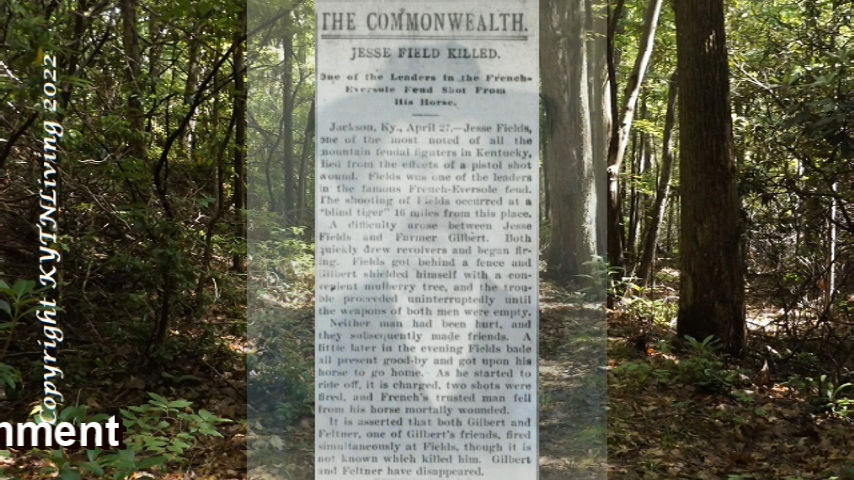 THE COMMONWEALTH.
JESSE FIELD KILLED.
One of the Leaders in the French-
Eversole Feud Shot From
His Horse.
Jackson, Ky., April 27.—Jesse Fields,
one of the most noted of all the
mountain feudal fighters in Kentucky,
died from the effects of a pistol shot
wound. Fields was one of the leaders
in the famous French-Eversole feud.
The shooting of Fields occurred at a
"blind tiger" 16 miles from this place.
A difficulty arose between Jesse
Fields and Farmer Gilbert. Both
quickly drew revolvers and began fir-
ing. Fields got behind a fence and
Gilbert shielded himself with a con-
venient mulberry tree, and the trou-
ble proceeded uninterruptedly until
the weapons of both men were empty.
Neither man had been hurt, and
they subsequently made friends. A
little later in the evening Fields bade
all present good-by and got upon his
horse to go home. As he started to
ride off, it is charged, two shots were
fired, and French's trusted man fell
from his horse mortally wounded.
It is asserted that both Gilbert and
Feltner, one of Gilbert's friends, fired
simultaneously at Fields, though it is
not known which killed him. Gilbert
and Feltner have disappeared.
Copyright KYTNLiving 2022
nment